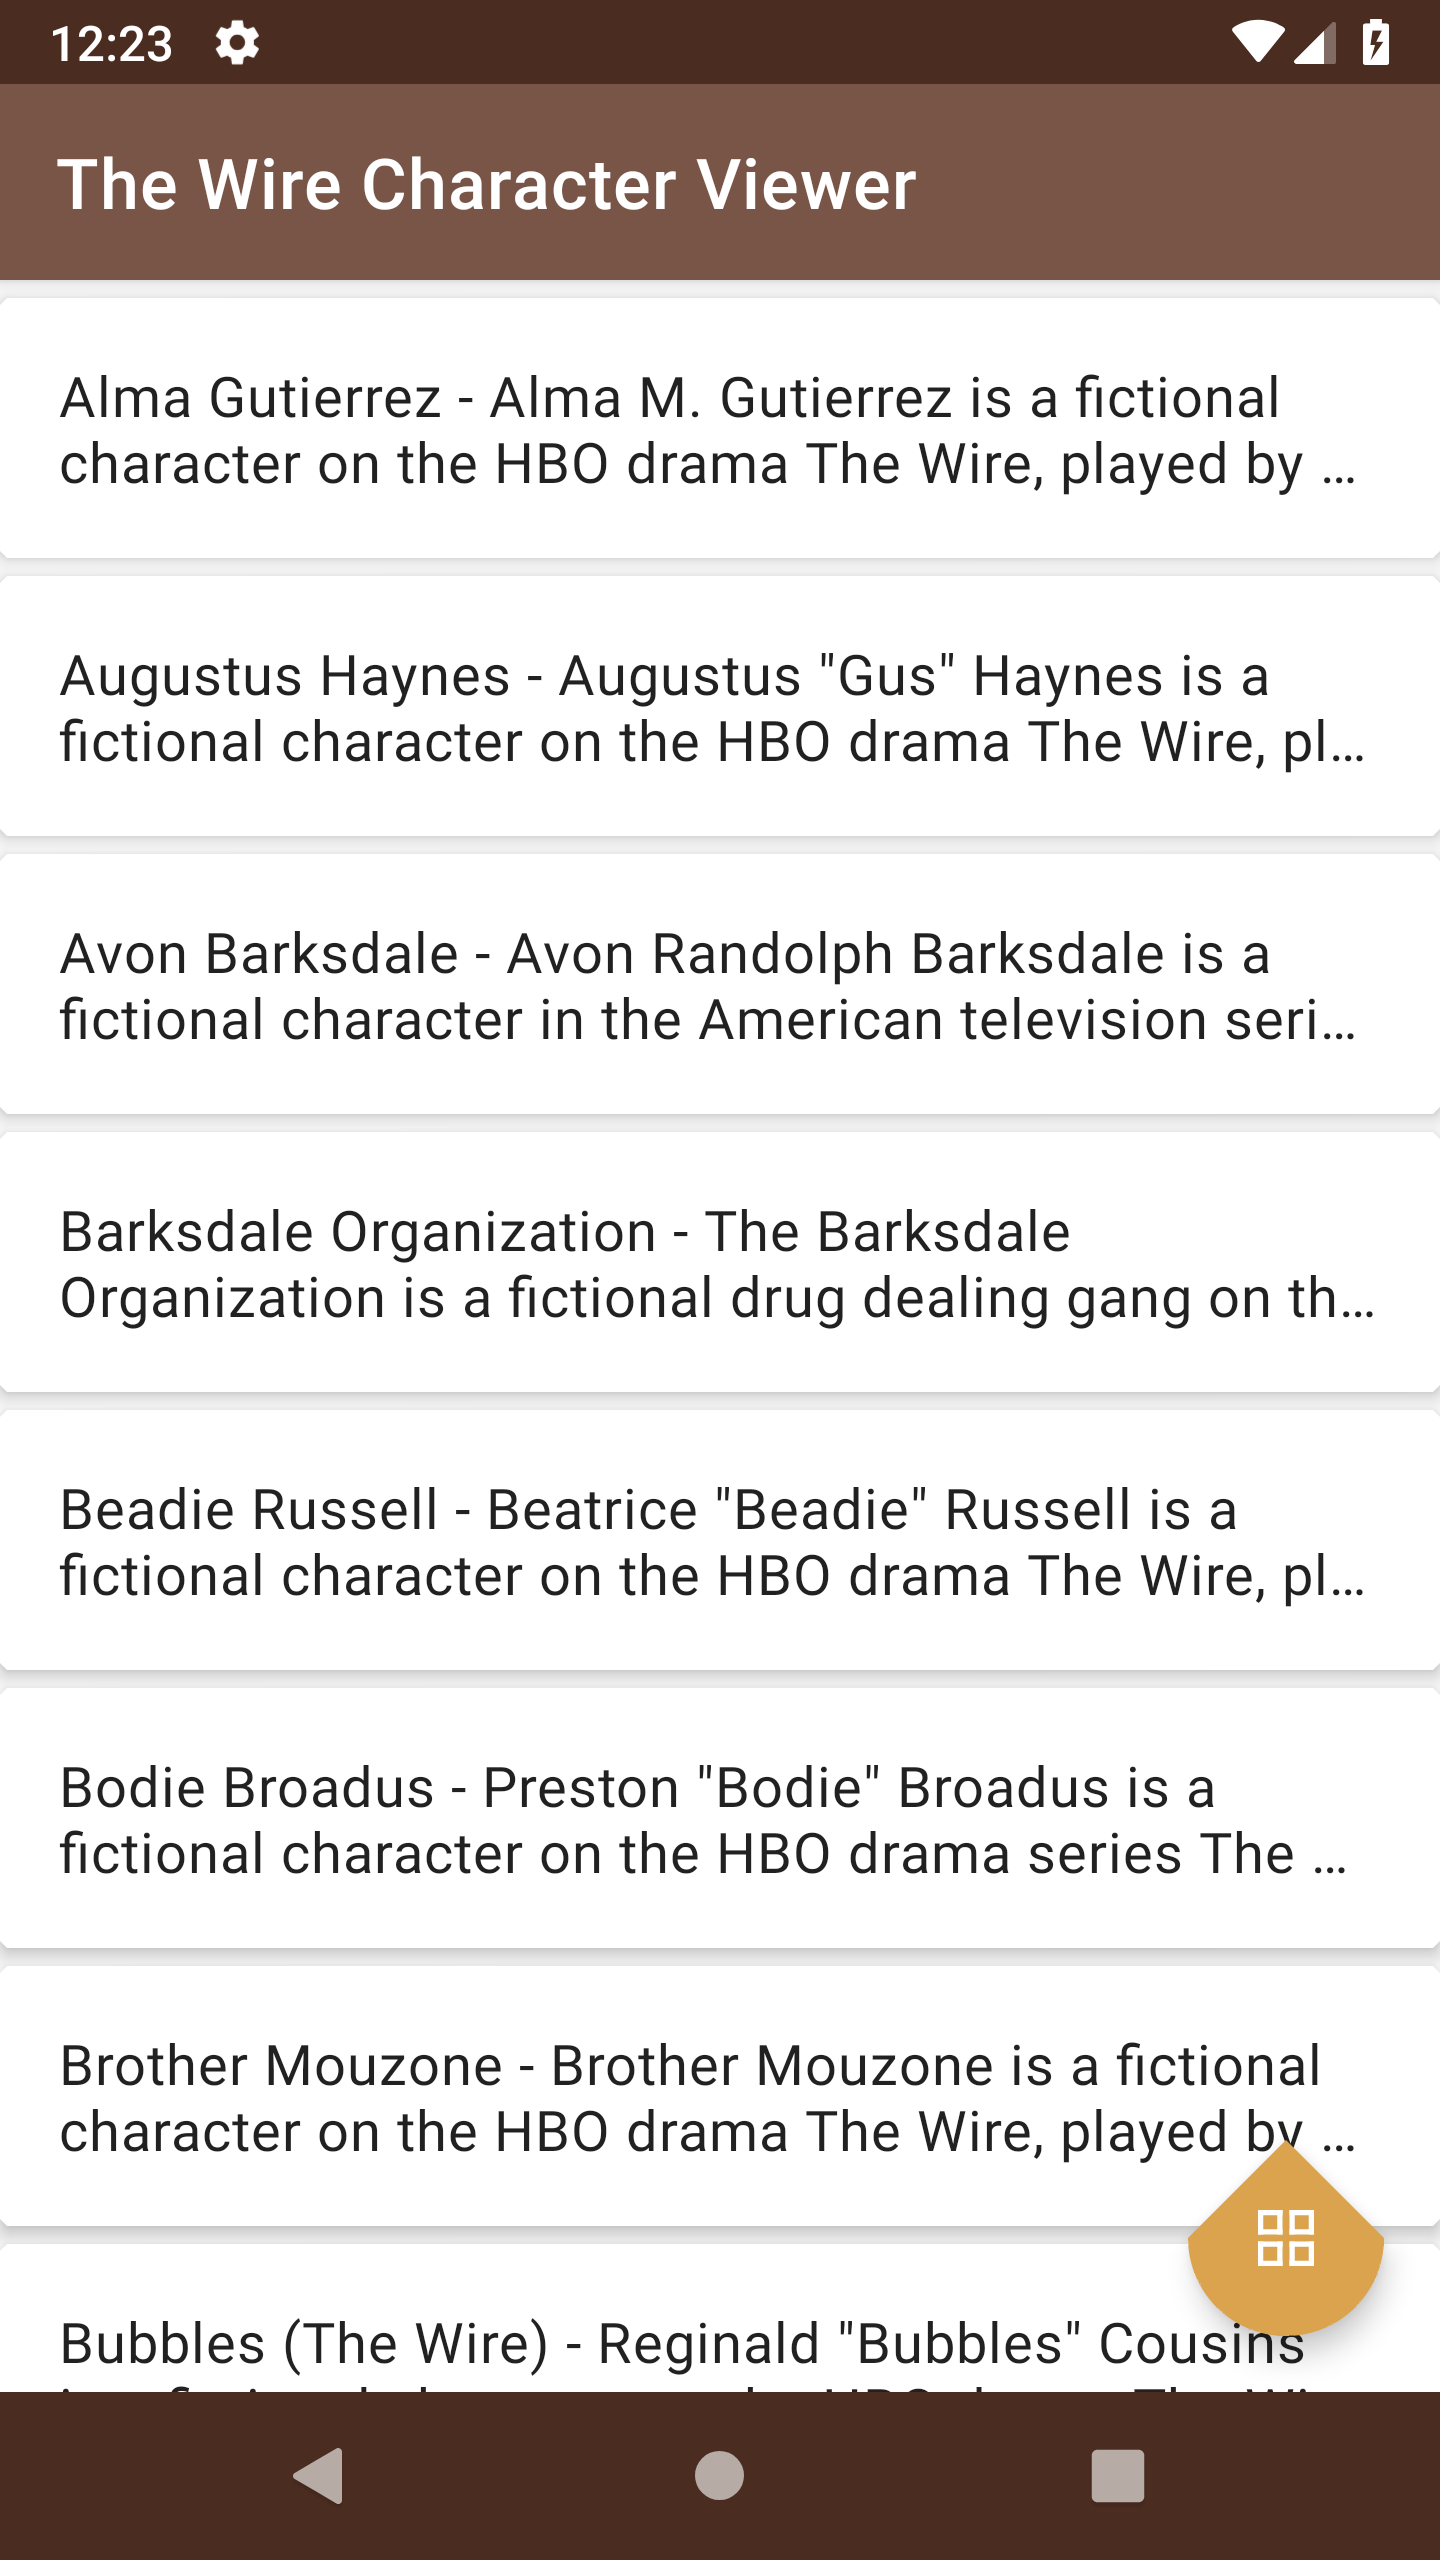 12:23
The Wire Character Viewer
Alma Gutierrez - Alma M. Gutierrez is a fictional
character on the HBO drama The Wire, played by ...
Augustus Haynes - Augustus "Gus" Haynes is a
fictional character on the HBO drama The Wire, pl...
Avon Barksdale - Avon Randolph Barksdale is a
fictional character in the American television seri...
Barksdale Organization - The Barksdale
Organization is a fictional drug dealing gang on th...
Beadie Russell - Beatrice "Beadie" Russell is a
fictional character on the HBO drama The Wire, pl...
Bodie Broadus - Preston "Bodie" Broadus is a
fictional character on the HBO drama series The ...
Brother Mouzone - Brother Mouzone is a fictional
character on the HBO drama The Wire, played by ...
Bubbles (The Wire) - Reginald "Bubbles" Cousins